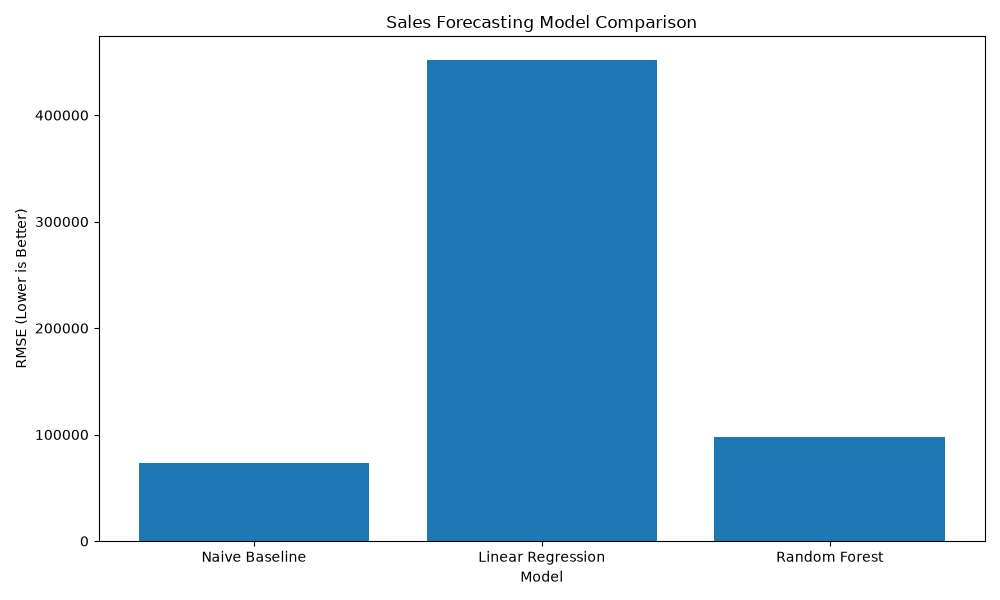 Sales Forecasting Model Comparison
RMSE (Lower is Better)
400000
300000
200000
100000
0
Naive Baseline
Linear Regression
Random Forest
Model